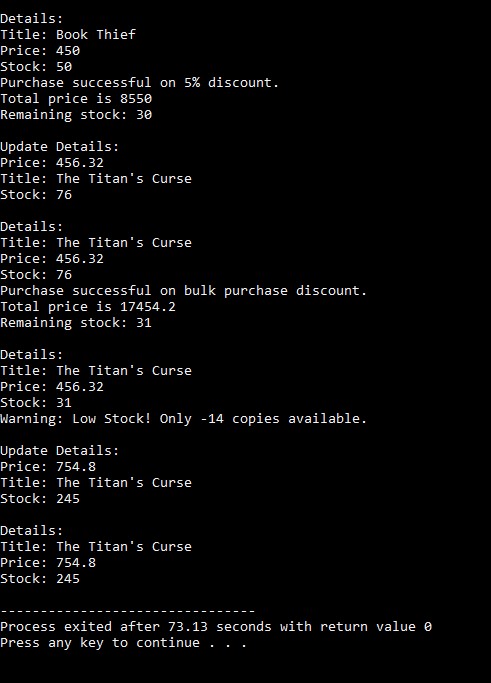 Details:
Title: Book Thief
Price: 450
Stock: 50
Purchase successful on 5% discount.
Total price is 8550
Remaining stock: 30
Update Details:
Price: 456.32
Title: The Titan's Curse
Stock: 76
Details:
Title: The Titan's Curse
Price: 456.32
Stock: 76
Purchase successful on bulk purchase discount.
Total price is 17454.2
Remaining stock: 31
Details:
Title: The Titan's Curse
Price: 456.32
Stock: 31
Warning: Low Stock! Only -14 copies available.
Update Details:
Price: 754.8
Title: The Titan's Curse
Stock: 245
Details:
Title: The Titan's Curse
Price: 754.8
Stock: 245
--------------------------------
Process exited after 73.13 seconds with return value 0
Press any key to continue . . .